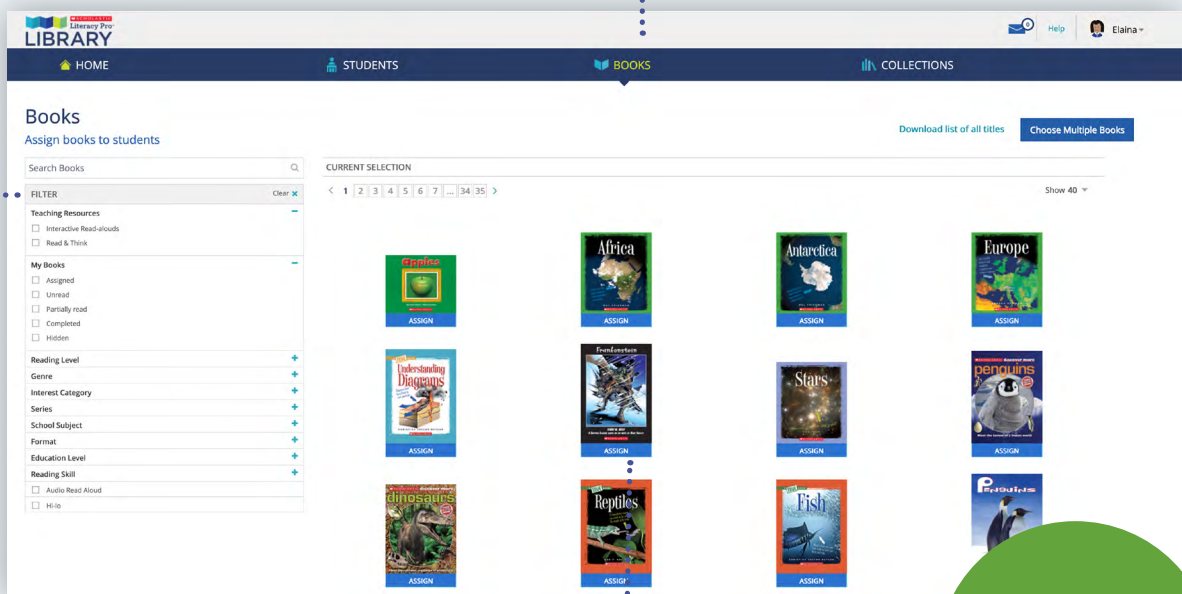 SCHOLASTIC
Literacy Pro
LIBRARY
0
Help
Elaina
HOME
STUDENTS
BOOKS
COLLECTIONS
Books
Assign books to students
Download list of all titles
Choose Multiple Books
Search Books
CURRENT SELECTION
FILTER
Clear ×
< 1 2 3 4 5 6 7 ... 34 35 >
Show 40
Teaching Resources
Interactive Read-alouds
Read & Think
My Books
Assigned
Unread
Partially read
Completed
Hidden
Reading Level
Genre
Interest Category
Series
School Subject
Format
Education Level
Reading Skill
Audio Read Aloud
Hi-lo
Apples
ASSIGN
Africa
ASSIGN
Antarctica
ASSIGN
Europe
ASSIGN
Understanding
Diagrams
ASSIGN
Frankenstein
ASSIGN
Stars
ASSIGN
discover more
penguins
ASSIGN
discover more
dinosaurs
ASSIGN
Reptiles
ASSIGN
Fish
ASSIGN
Penguins